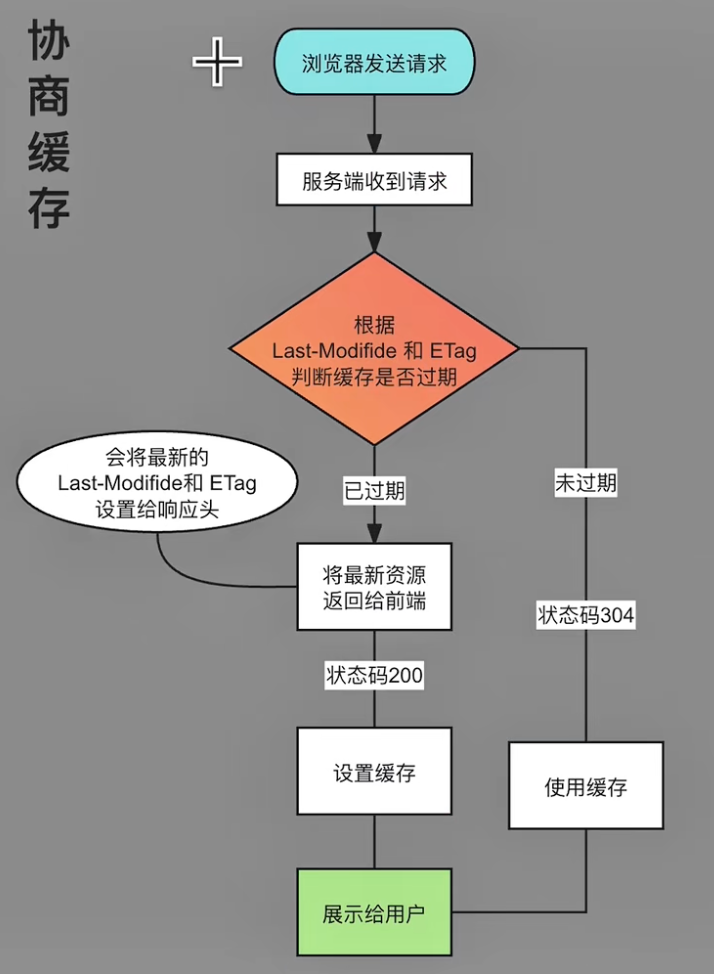 协商缓存
浏览器发送请求
服务端收到请求
根据
Last-Modifide 和 ETag
判断缓存是否过期
会将最新的
Last-Modifide和 ETag
设置给响应头
已过期
未过期
将最新资源
返回给前端
状态码304
状态码200
设置缓存
使用缓存
展示给用户